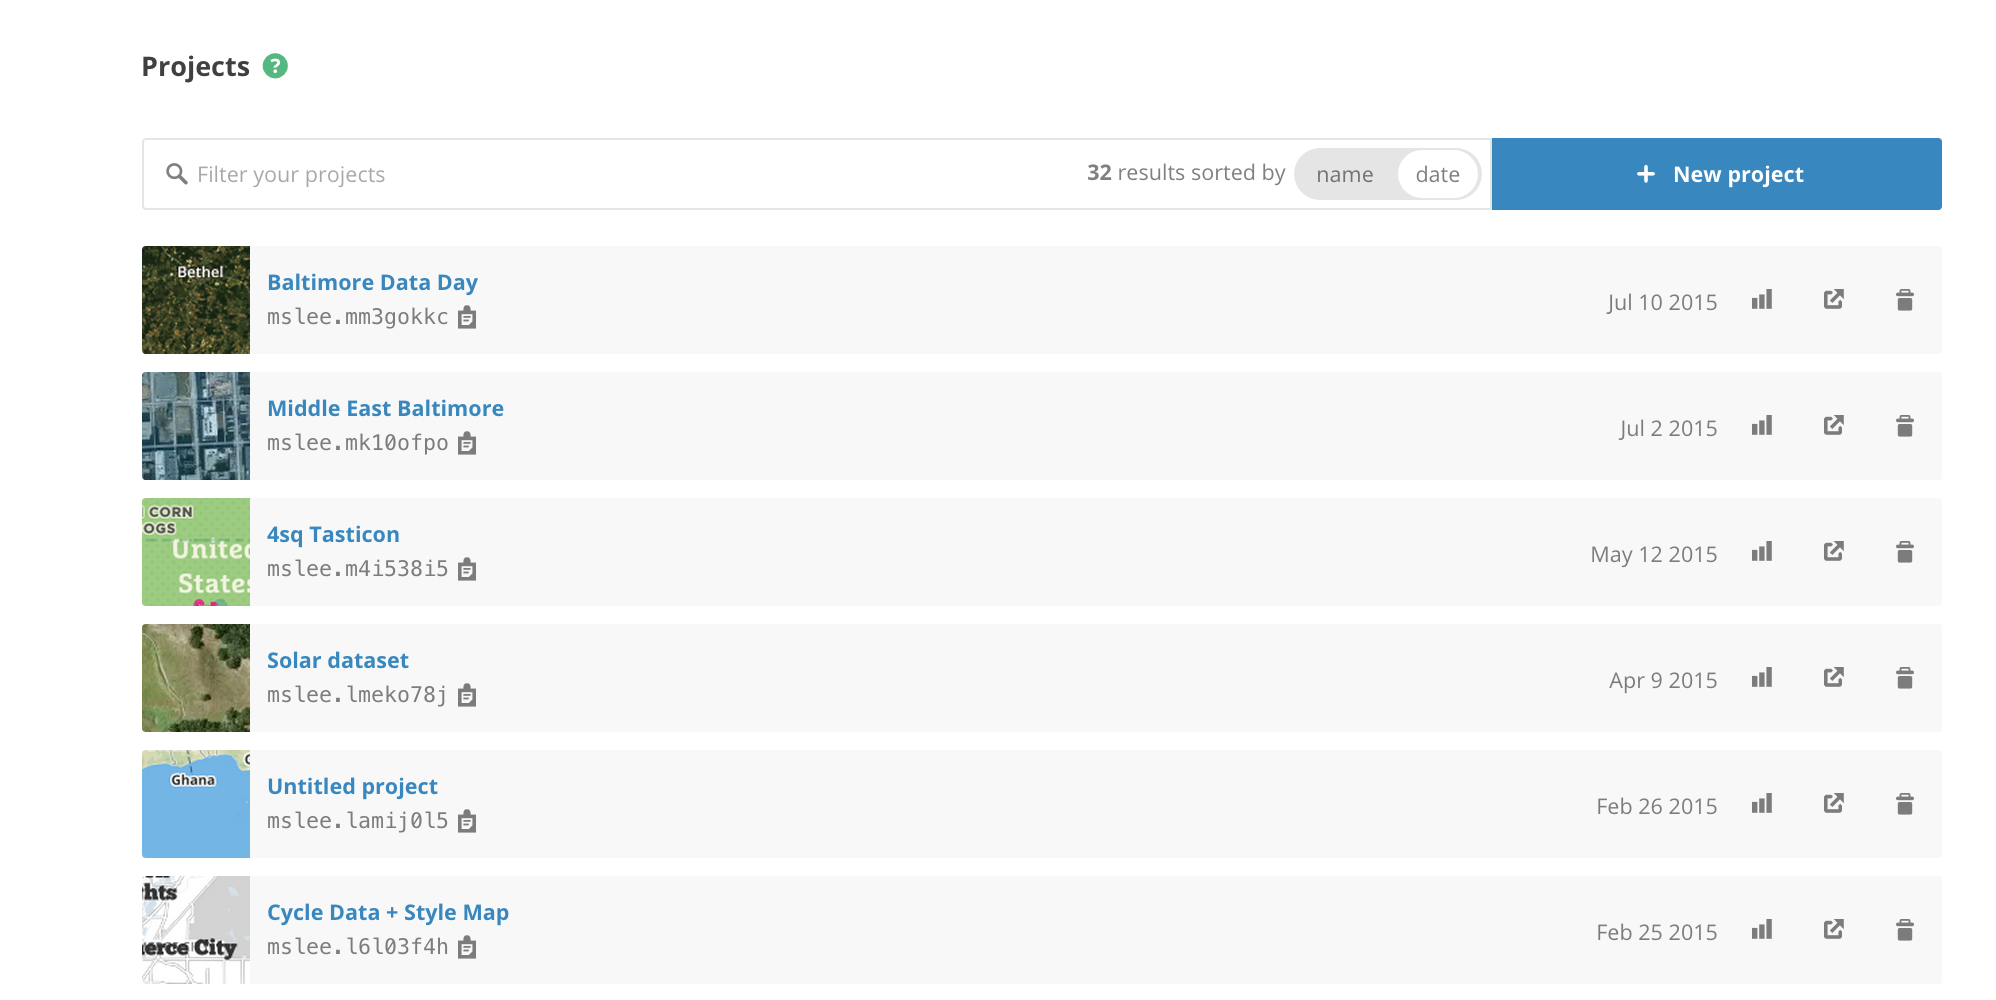 Projects ?
Filter your projects
32 results sorted by name date
+ New project
Bethel
Baltimore Data Day
mslee.mm3gokkc
Jul 10 2015
Middle East Baltimore
mslee.mk10ofpo
Jul 2 2015
CORN
OGS
United
States
4sq Tasticon
mslee.m4i538i5
May 12 2015
Solar dataset
mslee.lmeko78j
Apr 9 2015
Ghana
Untitled project
mslee.lamij0l5
Feb 26 2015
hts
erce City
Cycle Data + Style Map
mslee.l6l03f4h
Feb 25 2015